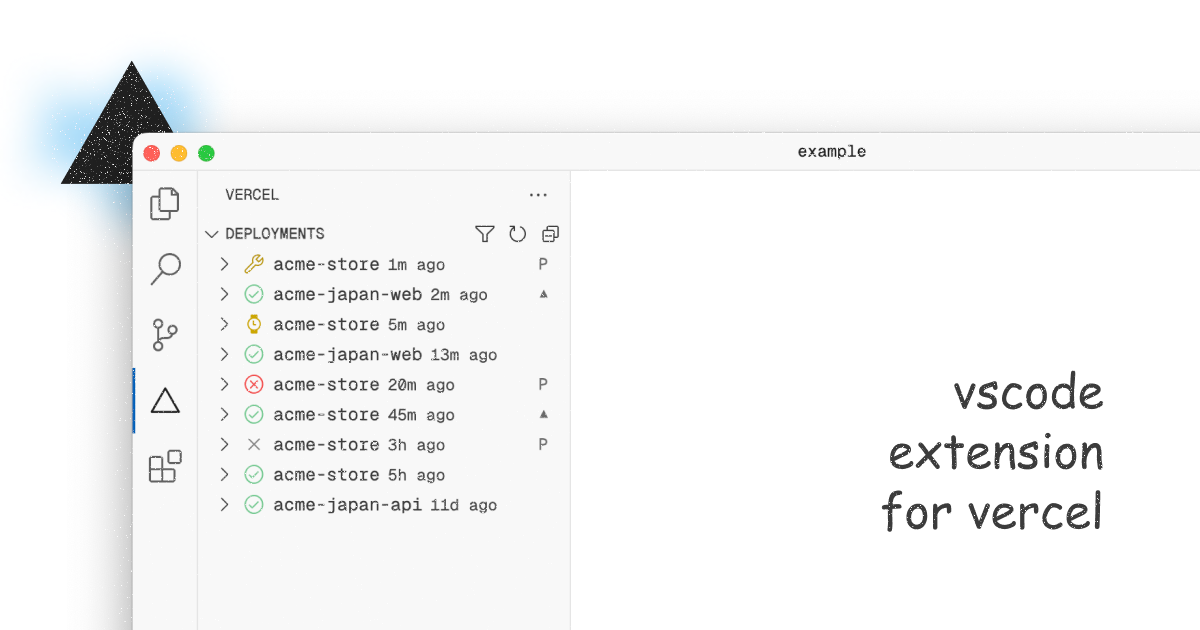 example
VERCEL
DEPLOYMENTS
acme-store 1m ago P
acme-japan-web 2m ago
acme-store 5m ago
acme-japan-web 13m ago
acme-store 20m ago P
acme-store 45m ago
acme-store 3h ago P
acme-store 5h ago
acme-japan-api 11d ago
vscode
extension
for vercel